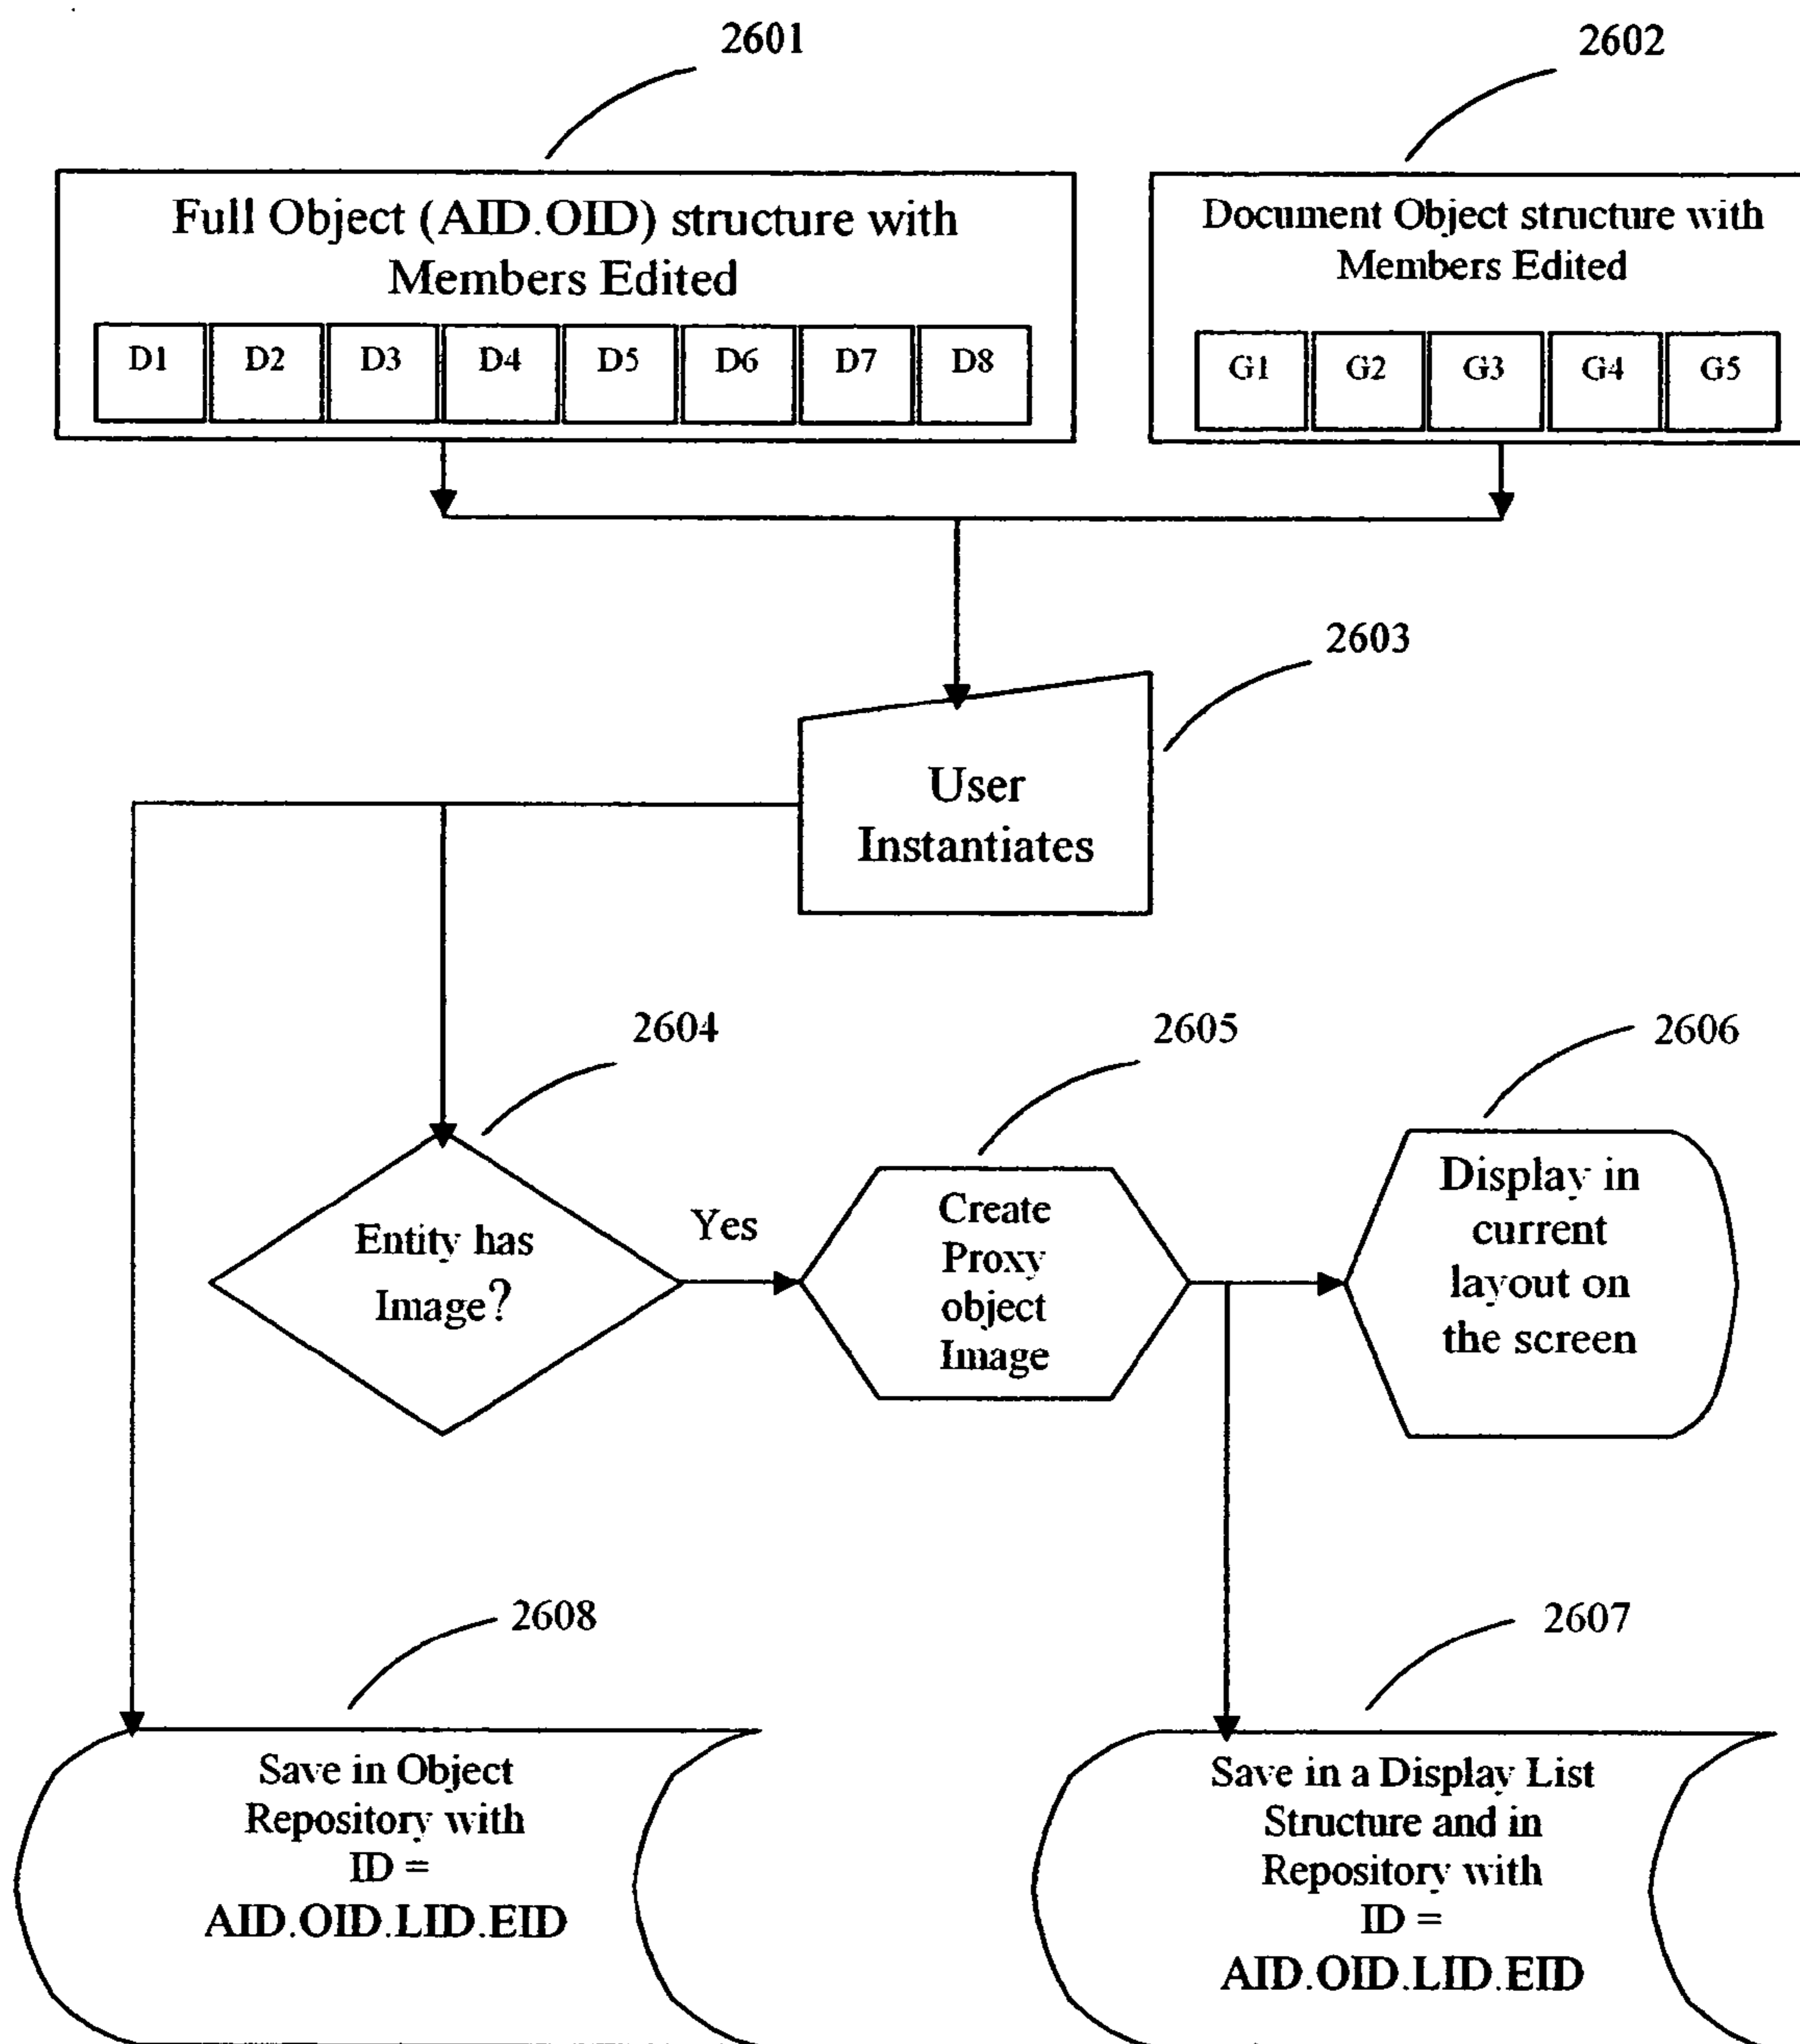 2601
2602
Full Object (AID.OID) structure with
Members Edited
D1 D2 D3 D4 D5 D6 D7 D8
Document Object structure with
Members Edited
G1 G2 G3 G4 G5
2603
User
Instantiates
2604
2605
2606
Entity has
Image?
Yes
Create
Proxy
object
Image
Display in
current
layout on
the screen
2608
2607
Save in Object
Repository with
ID =
AID.OID.LID.EID
Save in a Display List
Structure and in
Repository with
ID =
AID.OID.LID.EID